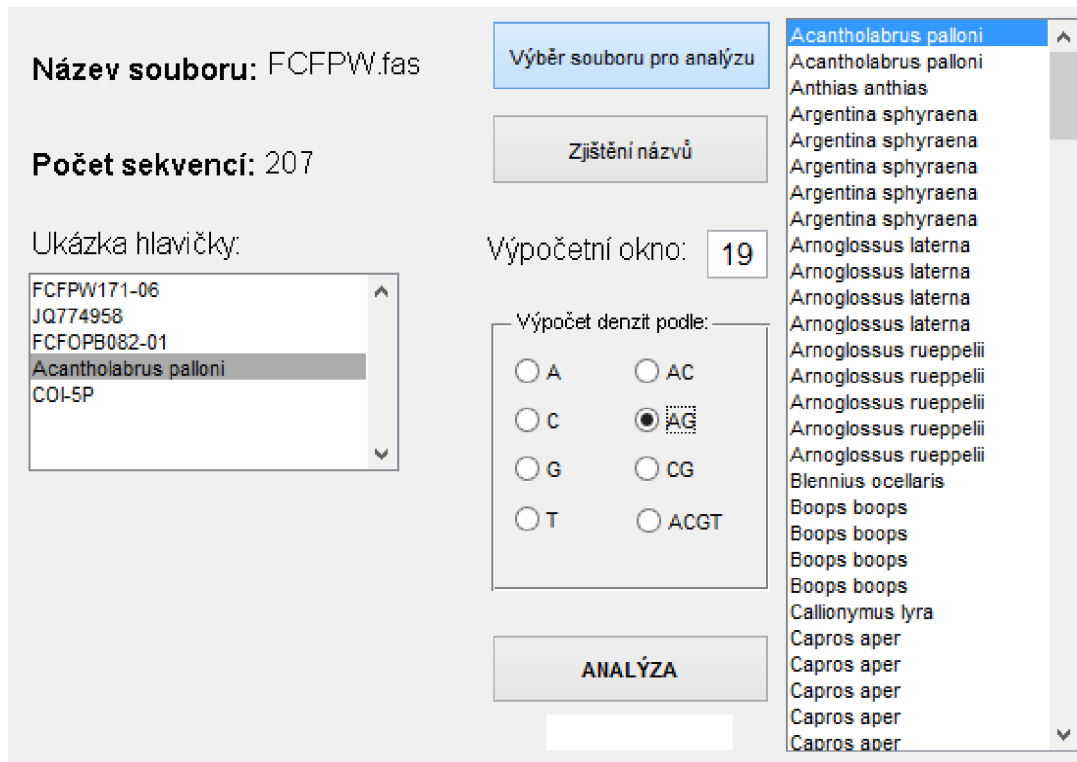 Název souboru: FCFPW.fas
Počet sekvencí: 207
Ukázka hlavičky:
FCFPW171-06
JQ774958
FCFOPB082-01
Acantholabrus palloni
COI-5P
Výběr souboru pro analýzu
Zjištění názvů
Výpočetní okno: 19
Výpočet denzit podle:
A AC
C AG
G CG
T ACGT
ANALÝZA
Acantholabrus palloni
Acantholabrus palloni
Anthias anthias
Argentina sphyraena
Argentina sphyraena
Argentina sphyraena
Argentina sphyraena
Argentina sphyraena
Arnoglossus laterna
Arnoglossus laterna
Arnoglossus laterna
Arnoglossus laterna
Arnoglossus rueppelii
Arnoglossus rueppelii
Arnoglossus rueppelii
Arnoglossus rueppelii
Arnoglossus rueppelii
Blennius ocellaris
Boops boops
Boops boops
Boops boops
Boops boops
Callionymus lyra
Capros aper
Capros aper
Capros aper
Capros aper
Capros aper